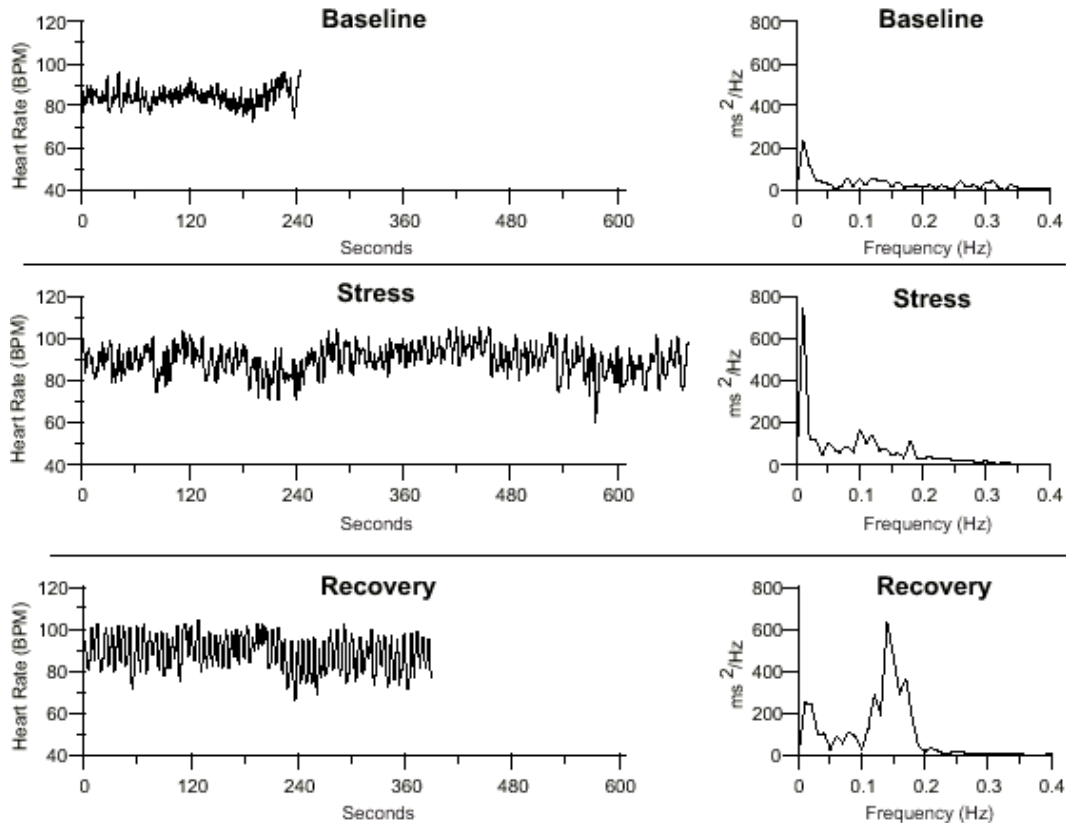 Baseline
Heart Rate (BPM)
120
100
80
60
40
0 120 240 360 480 600
Seconds
Baseline
ms 2/Hz
800
600
400
200
0
0 0.1 0.2 0.3 0.4
Frequency (Hz)
Stress
Heart Rate (BPM)
120
100
80
60
40
0 120 240 360 480 600
Seconds
Stress
ms 2/Hz
800
600
400
200
0
0 0.1 0.2 0.3 0.4
Frequency (Hz)
Recovery
Heart Rate (BPM)
120
100
80
60
40
0 120 240 360 480 600
Seconds
Recovery
ms 2/Hz
800
600
400
200
0
0 0.1 0.2 0.3 0.4
Frequency (Hz)